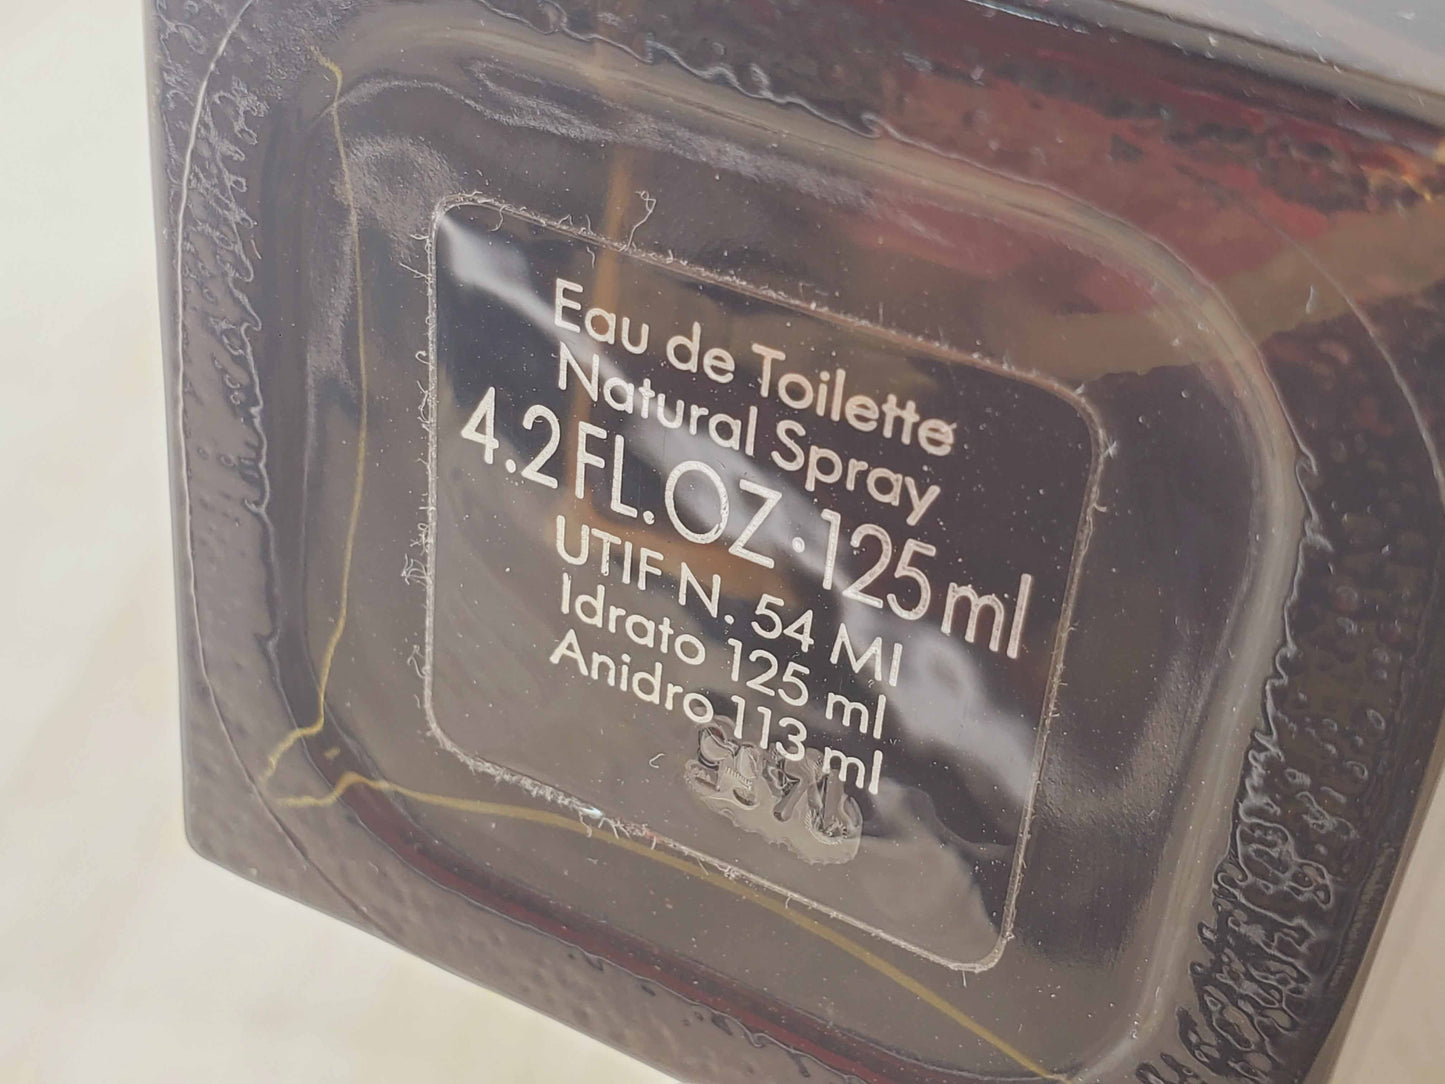 Eau de Toilette
Natural Spray
4.2 FL.OZ · 125 ml
UTIF N. 54 MI
Idrato 125 ml
Anidro 113 ml